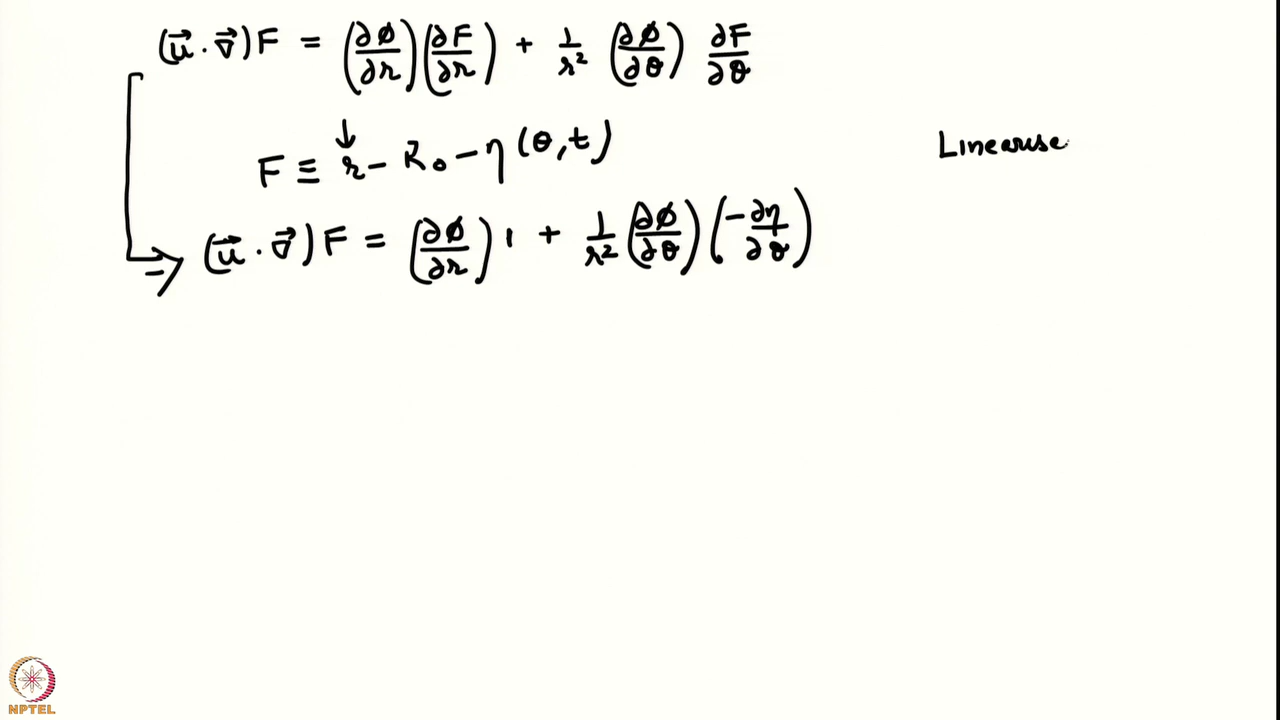 (u⃗ · ∇⃗)F = (∂φ/∂r)(∂F/∂r) + 1/r² (∂φ/∂θ) ∂F/∂θ
F ≡ r − R₀ − η(θ,t)
Linearise
⇒ (u⃗ · ∇⃗)F = (∂φ/∂r) 1 + 1/r² (∂φ/∂θ)(−∂η/∂θ)
NPTEL